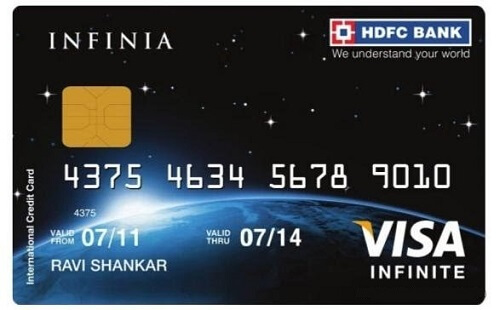 INFINIA
HDFC BANK
We understand your world
International Credit Card
4375 4634 5678 9010
4375
VALID FROM 07/11 VALID THRU 07/14
RAVI SHANKAR
VISA
INFINITE